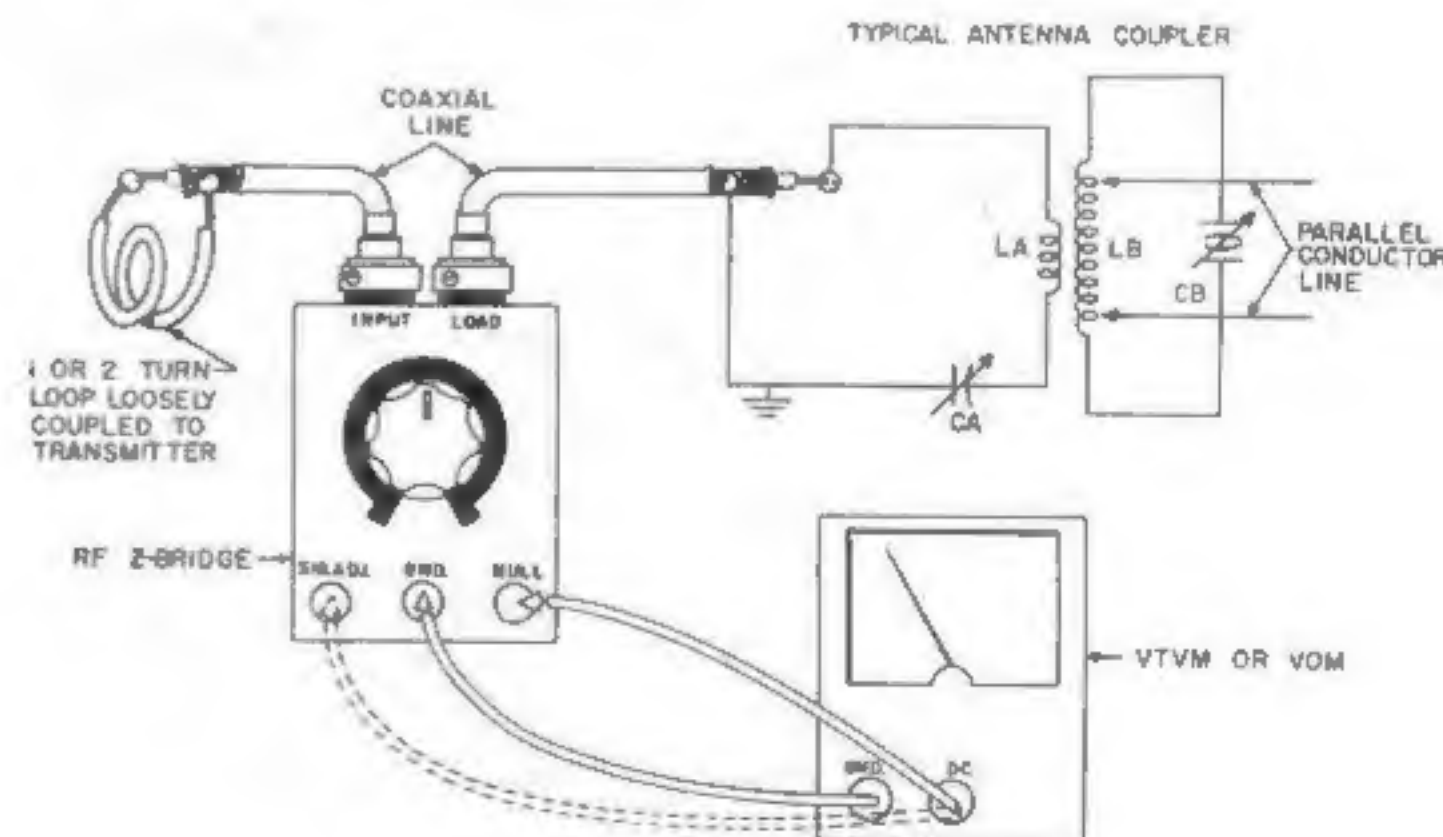 TYPICAL ANTENNA COUPLER
COAXIAL
LINE
LA
LB
CB
CA
PARALLEL
CONDUCTOR
LINE
INPUT
LOAD
1 OR 2 TURN
LOOP LOOSELY
COUPLED TO
TRANSMITTER
RF Z-BRIDGE
GND.
NULL
VTVM OR VOM
GND.
DC